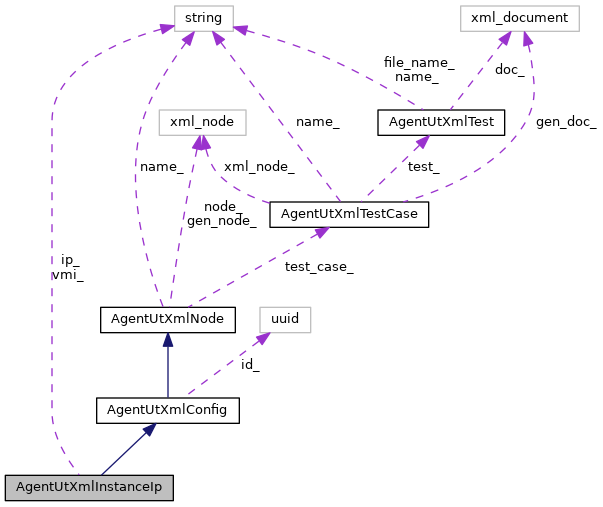 string
xml_document
file_name_
name_
doc_
xml_node
AgentUtXmlTest
name_
gen_doc_
name_
xml_node_
test_
node_
gen_node_
AgentUtXmlTestCase
ip_
vmi_
test_case_
AgentUtXmlNode
uuid
id_
AgentUtXmlConfig
AgentUtXmlInstanceIp